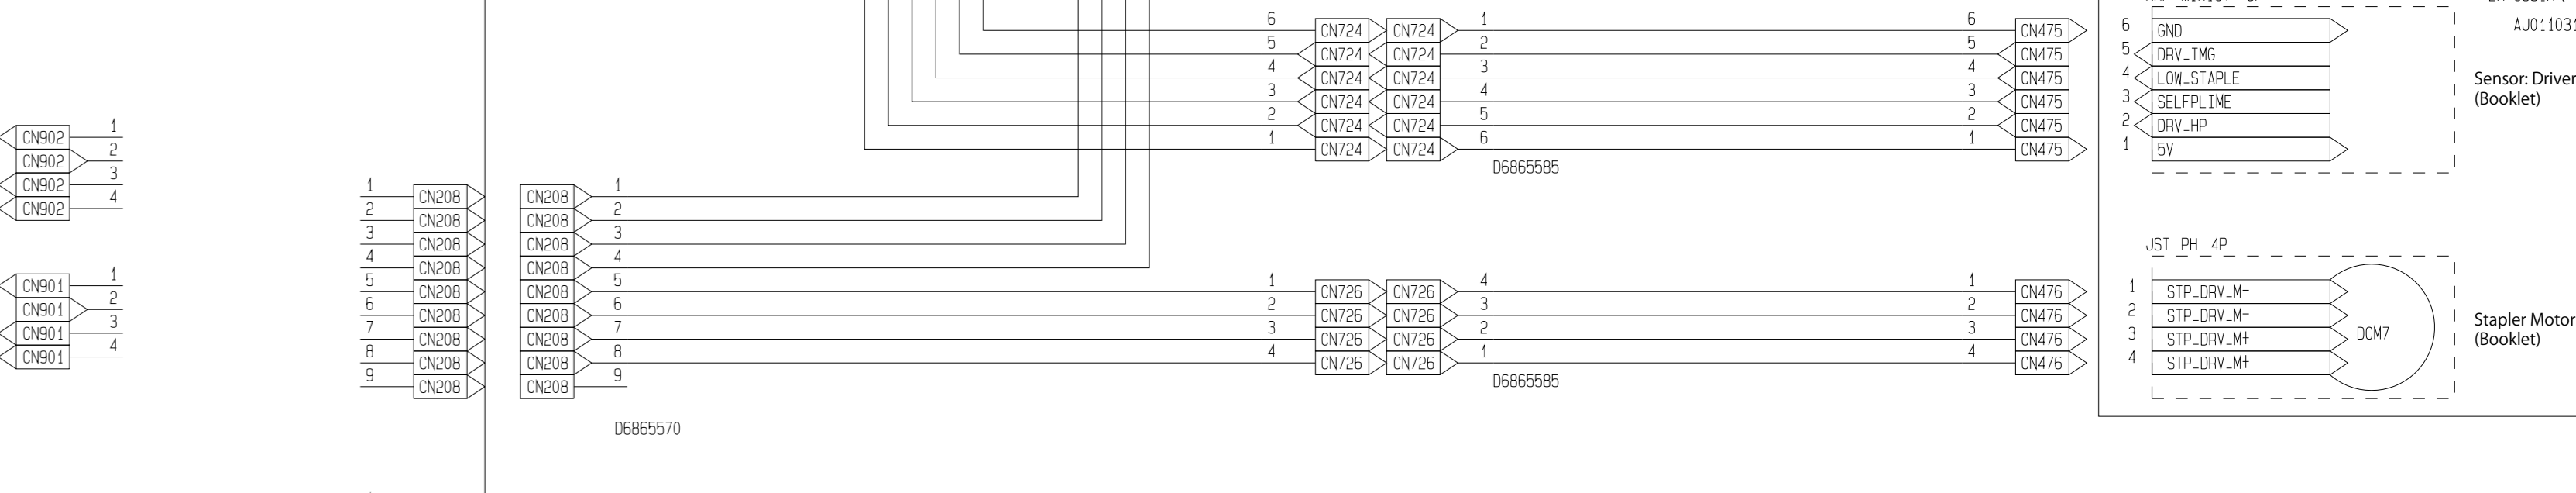 AJ011031
6 CN724 CN724 1 6 CN475 6 GND
5 CN724 CN724 2 5 CN475 5 DRV_TMG
4 CN724 CN724 3 4 CN475 4 LOW_STAPLE
3 CN724 CN724 4 3 CN475 3 SELFPLIME
2 CN724 CN724 5 2 CN475 2 DRV_HP
1 CN724 CN724 6 1 CN475 1 5V
D6865585
Sensor: Driver
(Booklet)
CN902 1
CN902 2
CN902 3
CN902 4
CN901 1
CN901 2
CN901 3
CN901 4
1 CN208 CN208 1
2 CN208 CN208 2
3 CN208 CN208 3
4 CN208 CN208 4
5 CN208 CN208 5
6 CN208 CN208 6
7 CN208 CN208 7
8 CN208 CN208 8
9 CN208 CN208 9
D6865570
JST PH 4P
1 CN726 CN726 4 1 CN476 1 STP_DRV_M-
2 CN726 CN726 3 2 CN476 2 STP_DRV_M-
3 CN726 CN726 2 3 CN476 3 STP_DRV_M+
4 CN726 CN726 1 4 CN476 4 STP_DRV_M+
DCM7
D6865585
Stapler Motor
(Booklet)